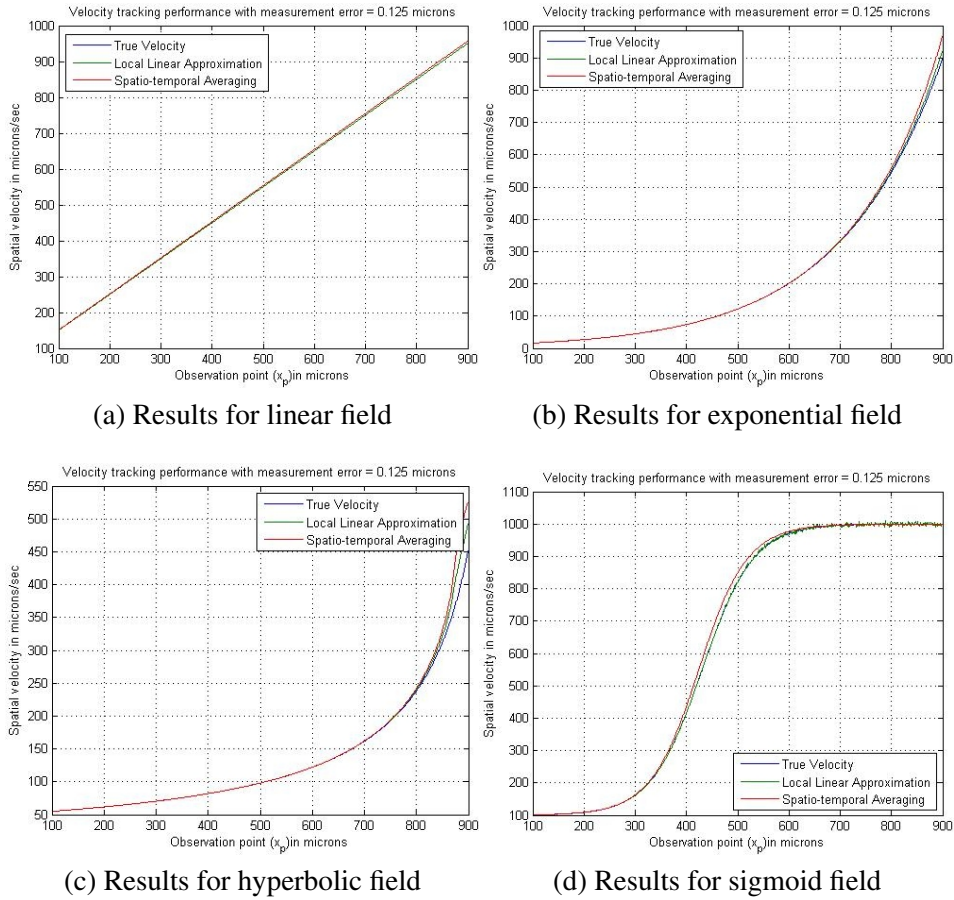 Velocity tracking performance with measurement error = 0.125 microns
Spatial velocity in microns/sec
1000
900
800
700
600
500
400
300
200
100
True Velocity
Local Linear Approximation
Spatio-temporal Averaging
100 200 300 400 500 600 700 800 900
Observation point (x_p)in microns
(a) Results for linear field
Velocity tracking performance with measurement error = 0.125 microns
Spatial velocity in microns/sec
1000
900
800
700
600
500
400
300
200
100
0
True Velocity
Local Linear Approximation
Spatio-temporal Averaging
100 200 300 400 500 600 700 800 900
Observation point (x_p)in microns
(b) Results for exponential field
Velocity tracking performance with measurement error = 0.125 microns
Spatial velocity in microns/sec
550
500
450
400
350
300
250
200
150
100
50
True Velocity
Local Linear Approximation
Spatio-temporal Averaging
100 200 300 400 500 600 700 800 900
Observation point (x_p)in microns
(c) Results for hyperbolic field
Velocity tracking performance with measurement error = 0.125 microns
Spatial velocity in microns/sec
1100
1000
900
800
700
600
500
400
300
200
100
True Velocity
Local Linear Approximation
Spatio-temporal Averaging
100 200 300 400 500 600 700 800 900
Observation point (x_p)in microns
(d) Results for sigmoid field